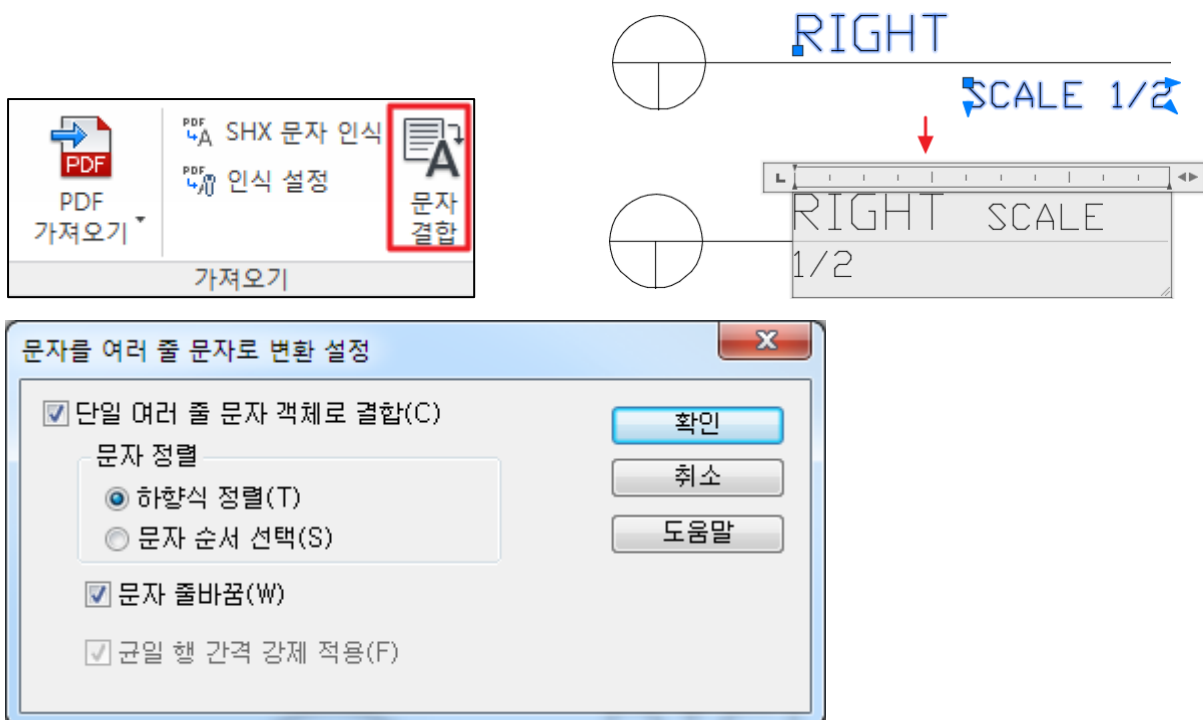 RIGHT
SCALE 1/2
PDF
PDF
가져오기
PDF
A
SHX 문자 인식
PDF
인식 설정
A
문자
결합
가져오기
RIGHT SCALE
1/2
문자를 여러 줄 문자로 변환 설정
단일 여러 줄 문자 객체로 결합(C)
문자 정렬
하향식 정렬(T)
문자 순서 선택(S)
문자 줄바꿈(W)
균일 행 간격 강제 적용(F)
확인
취소
도움말